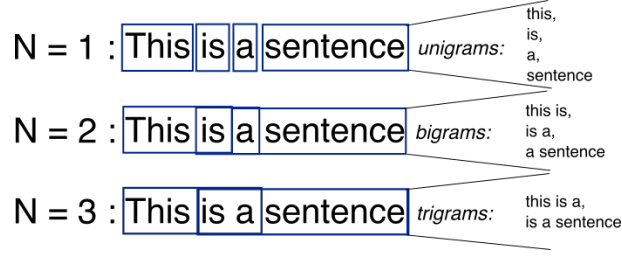 N = 1 : This is a sentence unigrams:
this,
is,
a,
sentence
N = 2 : This is a sentence bigrams:
this is,
is a,
a sentence
N = 3 : This is a sentence trigrams:
this is a,
is a sentence